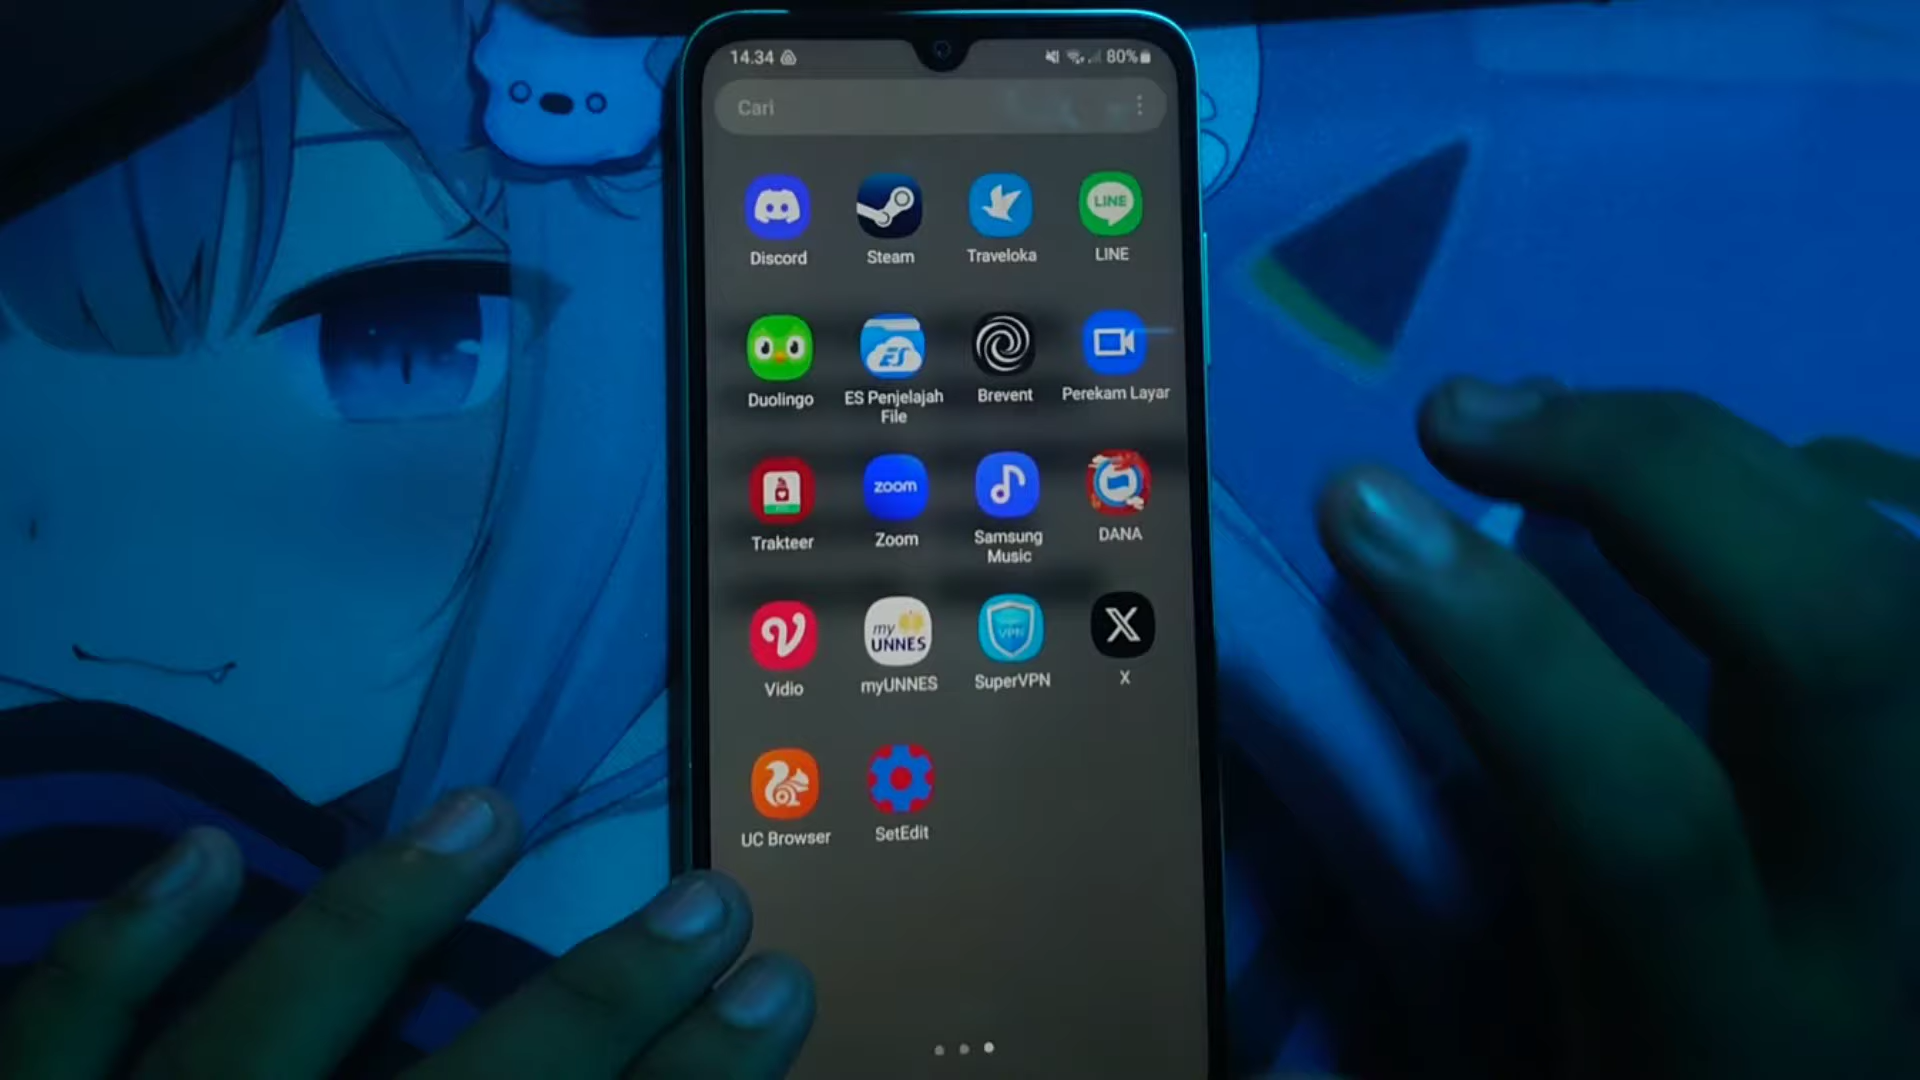 14.34
80%
Cari
Discord
Steam
Traveloka
LINE
LINE
Duolingo
ES
ES Penjelajah
File
Brevent
Perekam Layar
Trakteer
zoom
Zoom
Samsung
Music
DANA
Vidio
my
UNNES
myUNNES
VPN
SuperVPN
X
X
UC Browser
SetEdit